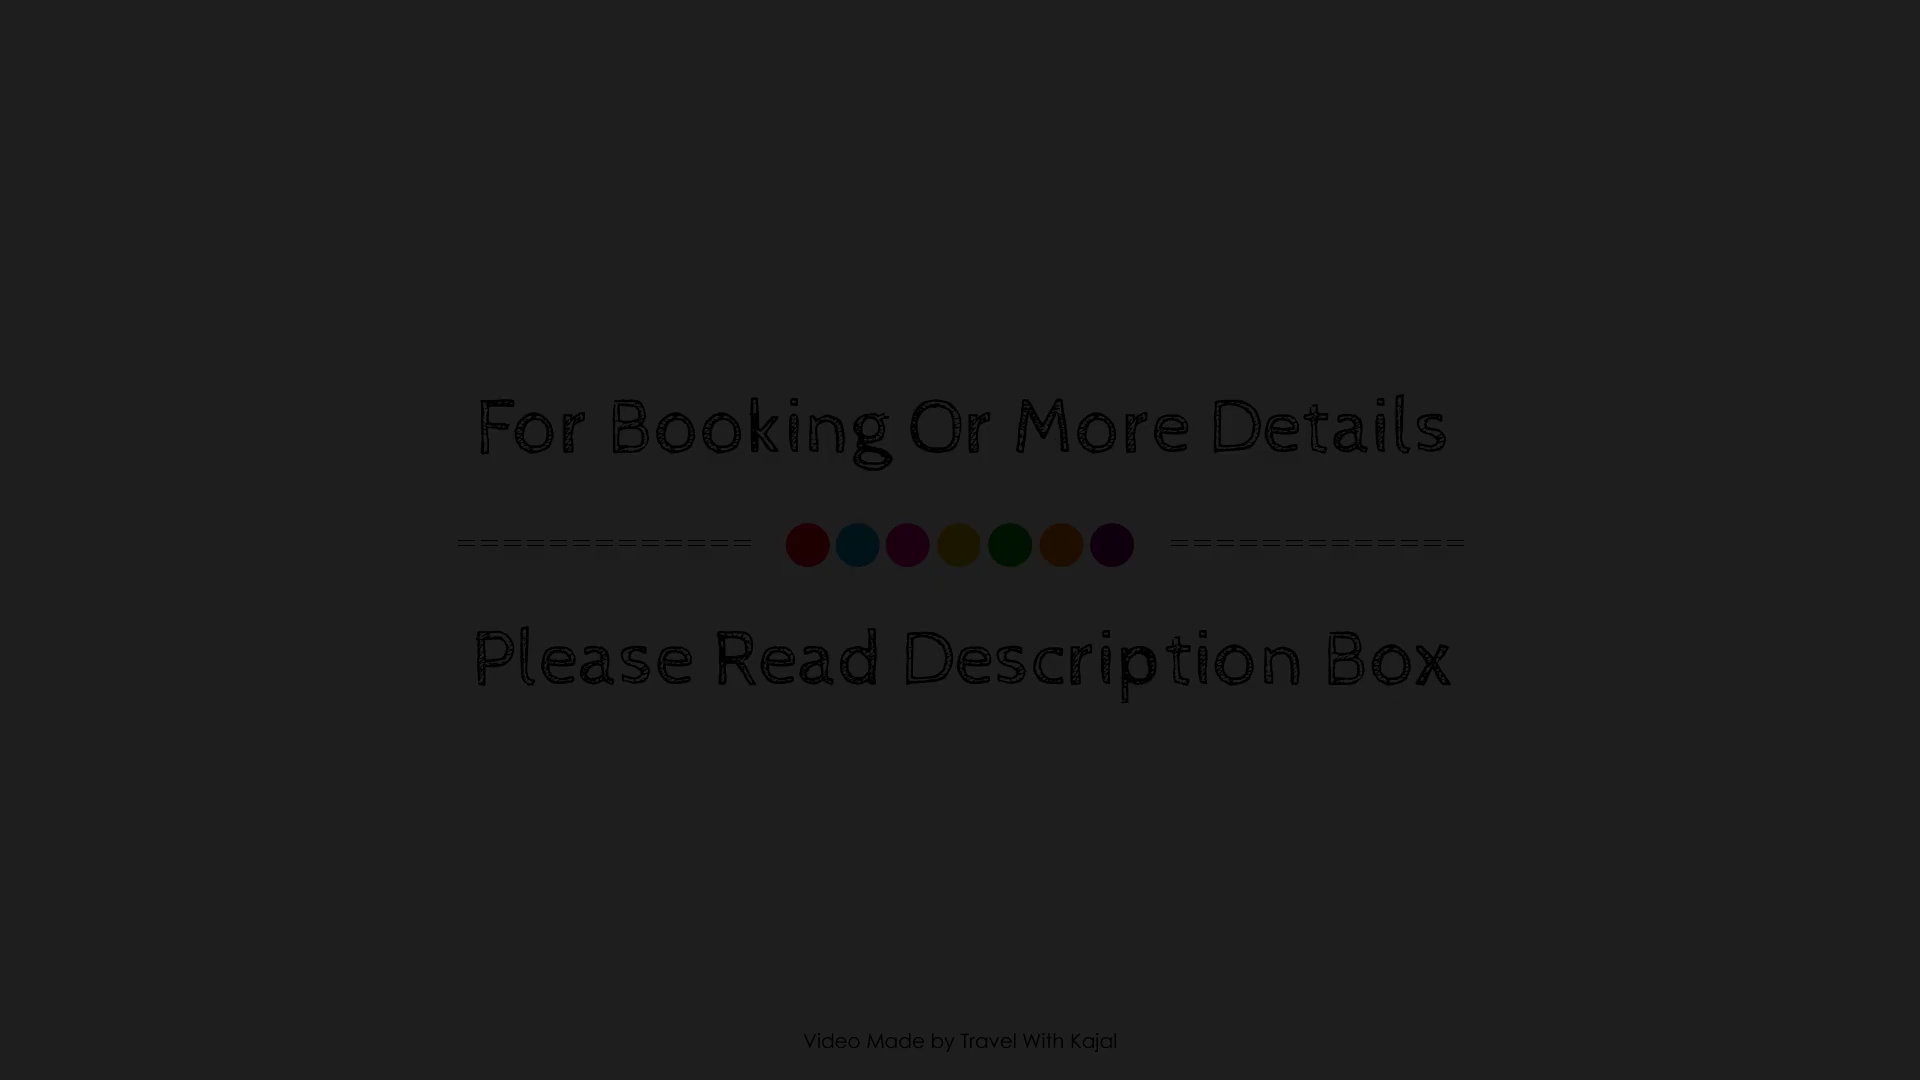 For Booking Or More Details
============= =============
Please Read Description Box
Video Made by Travel With Kajal